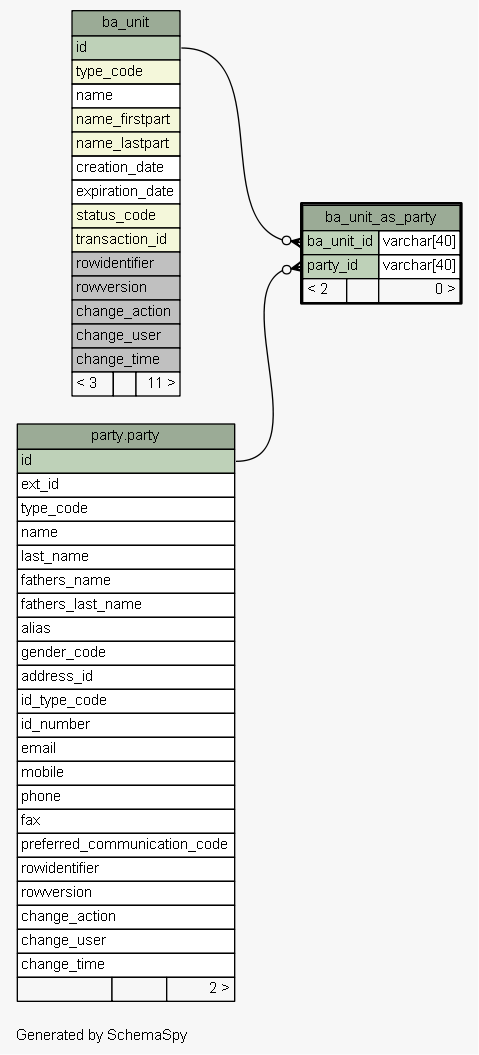 ba_unit
id
type_code
name
name_firstpart
name_lastpart
creation_date
expiration_date
status_code
transaction_id
rowidentifier
rowversion
change_action
change_user
change_time
< 3 11 >
ba_unit_as_party
ba_unit_id varchar[40]
party_id varchar[40]
< 2 0 >
party.party
id
ext_id
type_code
name
last_name
fathers_name
fathers_last_name
alias
gender_code
address_id
id_type_code
id_number
email
mobile
phone
fax
preferred_communication_code
rowidentifier
rowversion
change_action
change_user
change_time
2 >
Generated by SchemaSpy